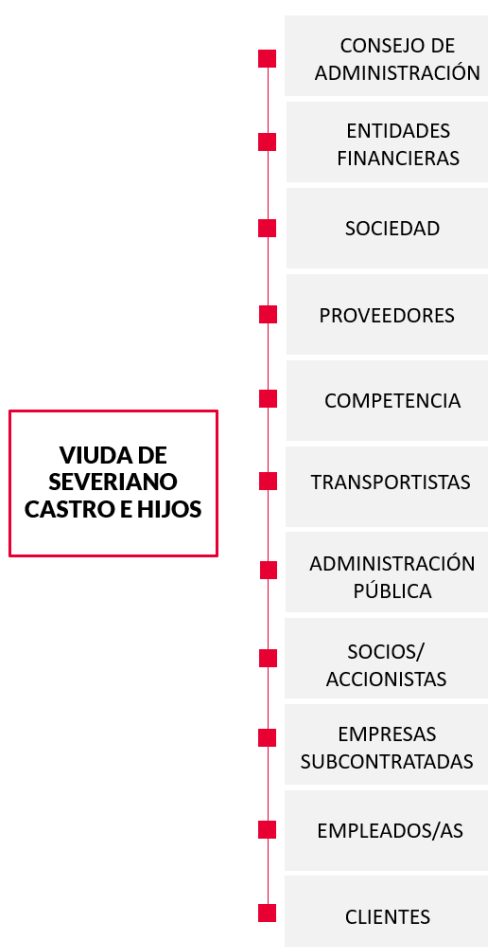 CONSEJO DE
ADMINISTRACIÓN
ENTIDADES
FINANCIERAS
SOCIEDAD
PROVEEDORES
COMPETENCIA
VIUDA DE
SEVERIANO
CASTRO E HIJOS
TRANSPORTISTAS
ADMINISTRACIÓN
PÚBLICA
SOCIOS/
ACCIONISTAS
EMPRESAS
SUBCONTRATADAS
EMPLEADOS/AS
CLIENTES